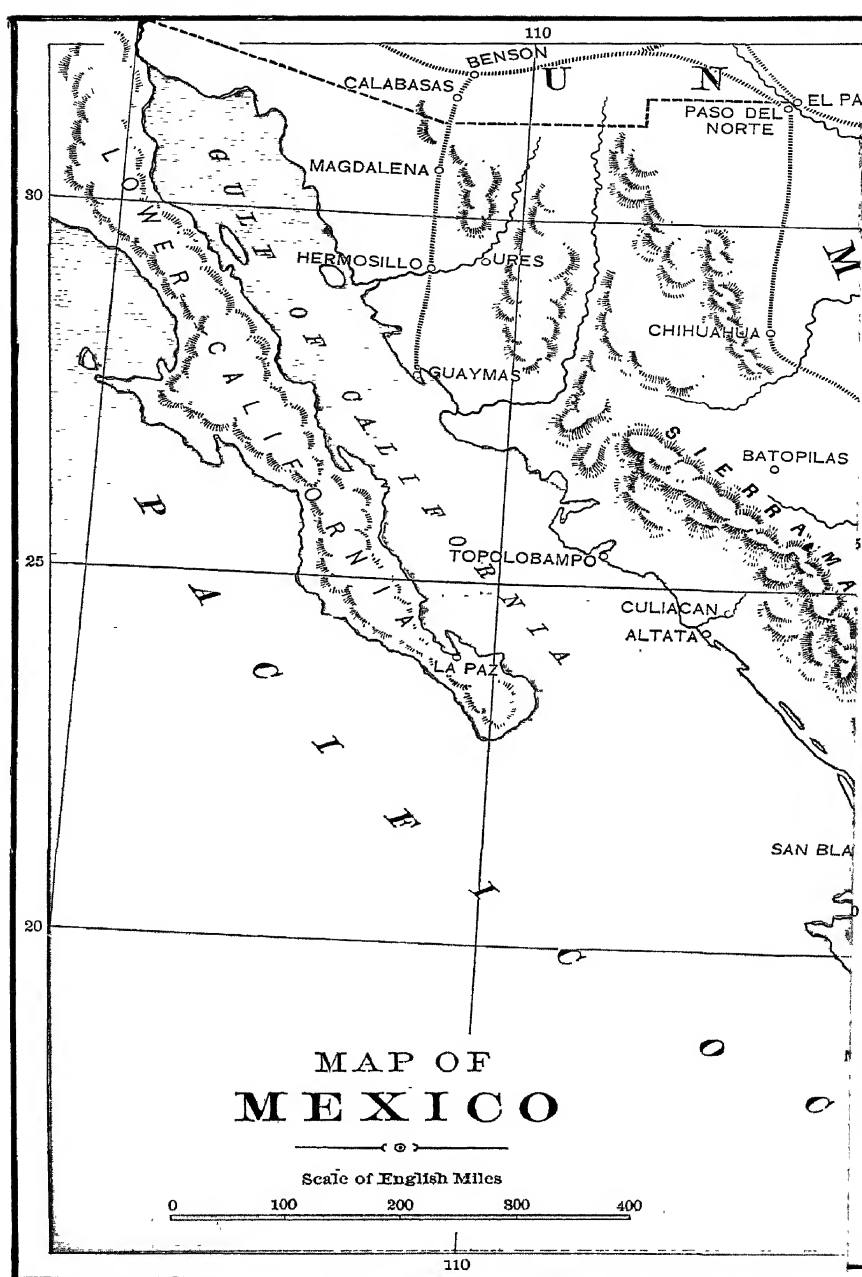 110
BENSON
U N
CALABASAS
EL PA
PASO DEL
NORTE
MAGDALENA
30
LOWER CALIFORNIA
GULF OF CALIFORNIA
M
HERMOSILLO
URES
CHIHUAHUA
GUAYMAS
SIERRA MA
BATOPILAS
PACIFIC OC
TOPOLOBAMPO
25
CULIACAN
ALTATA
LA PAZ
SAN BLA
20
MAP OF
MEXICO
Scale of English Miles
0 100 200 300 400
110